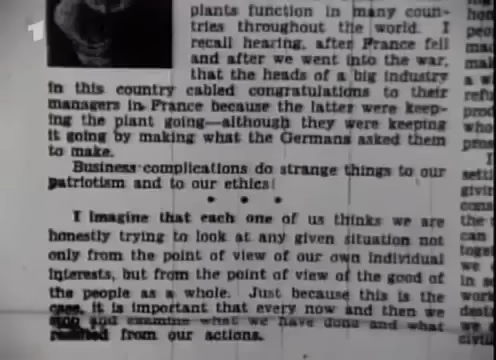 1
plants function in many coun-
tries throughout the world. I
recall hearing, after France fell
and after we went into the war,
that the heads of a big industry
in this country cabled congratulations to their
managers in France because the latter were keep-
ing the plant going—although they were keeping
it going by making what the Germans asked them
to make.
Business complications do strange things to our
patriotism and to our ethics!
• • •
I imagine that each one of us thinks we are
honestly trying to look at any given situation not
only from the point of view of our own individual
interests, but from the point of view of the good of
the people as a whole. Just because this is the
case, it is important that every now and then we
stop and examine what we have done and what
resulted from our actions.